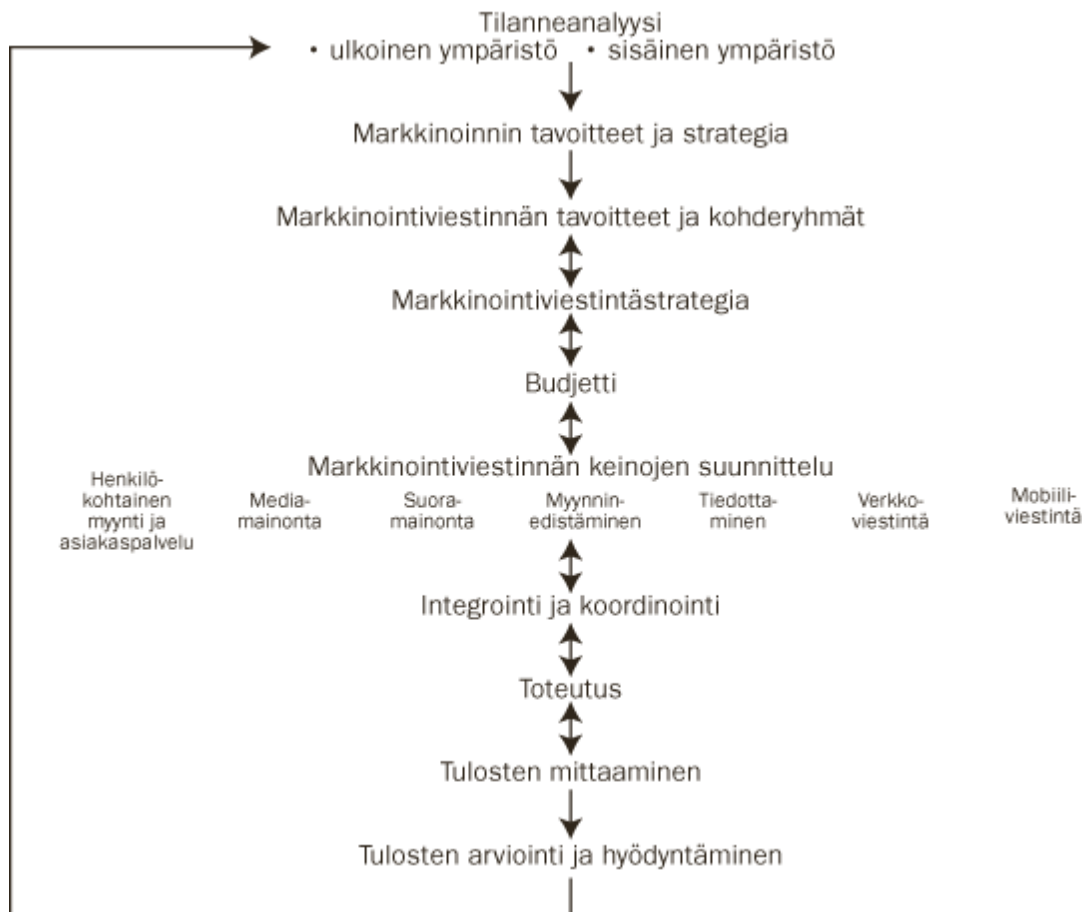 Tilanneanalyysi
• ulkoinen ympäristö • sisäinen ympäristö
Markkinoinnin tavoitteet ja strategia
Markkinointiviestinnän tavoitteet ja kohderyhmät
Markkinointiviestintästrategia
Budjetti
Markkinointiviestinnän keinojen suunnittelu
Henkilö-
kohtainen
myynti ja
asiakaspalvelu
Media-
mainonta
Suora-
mainonta
Myynnin-
edistäminen
Tiedotta-
minen
Verkko-
viestintä
Mobiili-
viestintä
Integrointi ja koordinointi
Toteutus
Tulosten mittaaminen
Tulosten arviointi ja hyödyntäminen